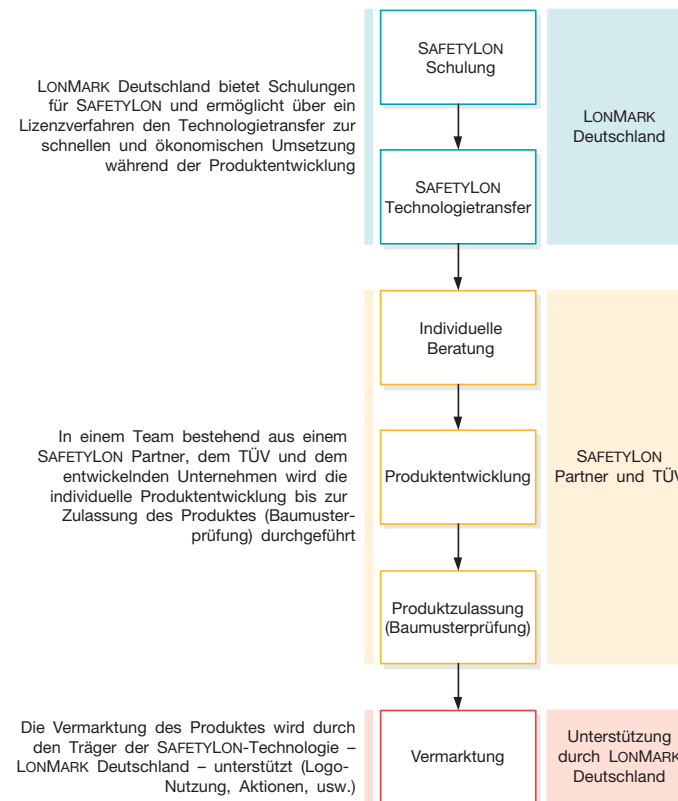 LONMARK Deutschland bietet Schulungen
für SAFETYLON und ermöglicht über ein
Lizenzverfahren den Technologietransfer zur
schnellen und ökonomischen Umsetzung
während der Produktentwicklung
SAFETYLON
Schulung
SAFETYLON
Technologietransfer
LONMARK
Deutschland
In einem Team bestehend aus einem
SAFETYLON Partner, dem TÜV und dem
entwickelnden Unternehmen wird die
individuelle Produktentwicklung bis zur
Zulassung des Produktes (Baumuster-
prüfung) durchgeführt
Individuelle
Beratung
Produktentwicklung
Produktzulassung
(Baumusterprüfung)
SAFETYLON
Partner und TÜV
Die Vermarktung des Produktes wird durch
den Träger der SAFETYLON-Technologie –
LONMARK Deutschland – unterstützt (Logo-
Nutzung, Aktionen, usw.)
Vermarktung
Unterstützung
durch LONMARK
Deutschland